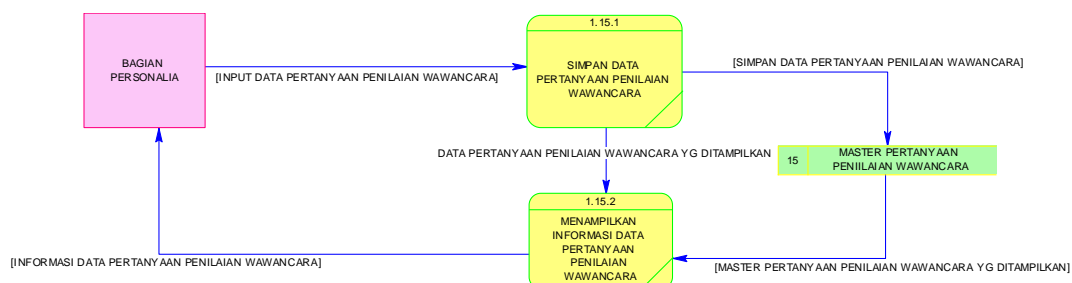 1.15.1
BAGIAN
PERSONALIA
SIMPAN DATA
PERTANYAAN PENILAIAN
WAWANCARA
[SIMPAN DATA PERTANYAAN PENILAIAN WAWANCARA]
[INPUT DATA PERTANYAAN PENILAIAN WAWANCARA]
DATA PERTANYAAN PENILAIAN WAWANCARA YG DITAMPILKAN
15
MASTER PERTANYAAN
PENIILAIAN WAWANCARA
1.15.2
MENAMPILKAN
INFORMASI DATA
PERTANYAAN
PENILAIAN
WAWANCARA
[INFORMASI DATA PERTANYAAN PENILAIAN WAWANCARA]
[MASTER PERTANYAAN PENILAIAN WAWANCARA YG DITAMPILKAN]